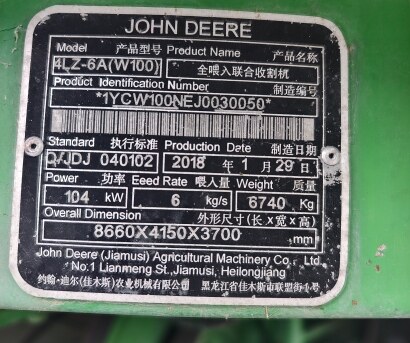 JOHN DEERE
Model 产品型号 Product Name 产品名称
4LZ-6A(W100) 全喂入联合收割机
Product Identification Number 制造编号
*1YCW100NEJ0030050*
Standard 执行标准 Production Date 制造日期
Q/JDJ 040102 2018 年 1 月 29 日
Power 功率 Feed Rate 喂入量 Weight 质量
104 kW 6 kg/s 6740 Kg
Overall Dimension 外形尺寸(长×宽×高)
8660X4150X3700 mm
John Deere (Jiamusi) Agricultural Machinery Co., Ltd
No:1 Lianmeng St.,Jiamusi, Heilongjiang
约翰·迪尔(佳木斯)农业机械有限公司 黑龙江省佳木斯市联盟街1号